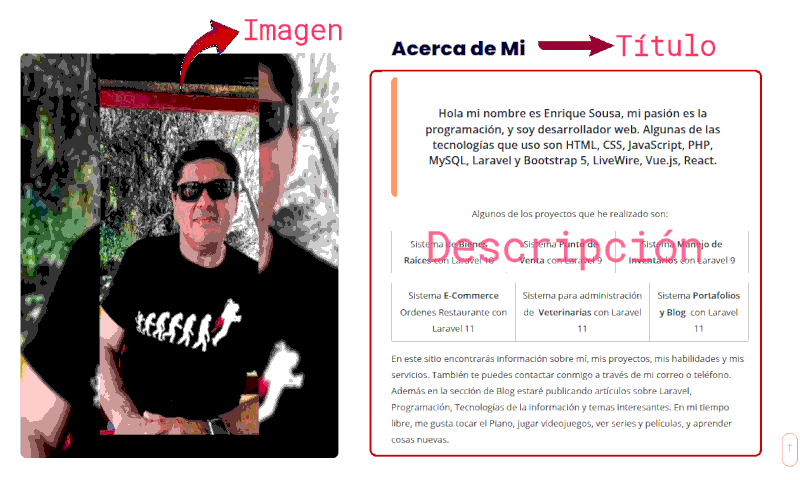 Imagen
Acerca de Mi
Título
Hola mi nombre es Enrique Sousa, mi pasión es la
programación, y soy desarrollador web. Algunas de las
tecnologías que uso son HTML, CSS, JavaScript, PHP,
MySQL, Laravel y Bootstrap 5, LiveWire, Vue.js, React.
Algunos de los proyectos que he realizado son:
Descripción
Sistema de Bienes
Raíces con Laravel 10
Sistema Punto de
Venta con Laravel 9
Sistema Manejo de
Inventarios con Laravel 9
Sistema E-Commerce
Ordenes Restaurante con
Laravel 11
Sistema para administración
de Veterinarias con Laravel
11
Sistema Portafolios
y Blog con Laravel
11
En este sitio encontrarás información sobre mí, mis proyectos, mis habilidades y mis
servicios. También te puedes contactar conmigo a través de mi correo o teléfono.
Además en la sección de Blog estaré publicando artículos sobre Laravel,
Programación, Tecnologías de la información y temas interesantes. En mi tiempo
libre, me gusta tocar el Piano, jugar videojuegos, ver series y películas, y aprender
cosas nuevas.